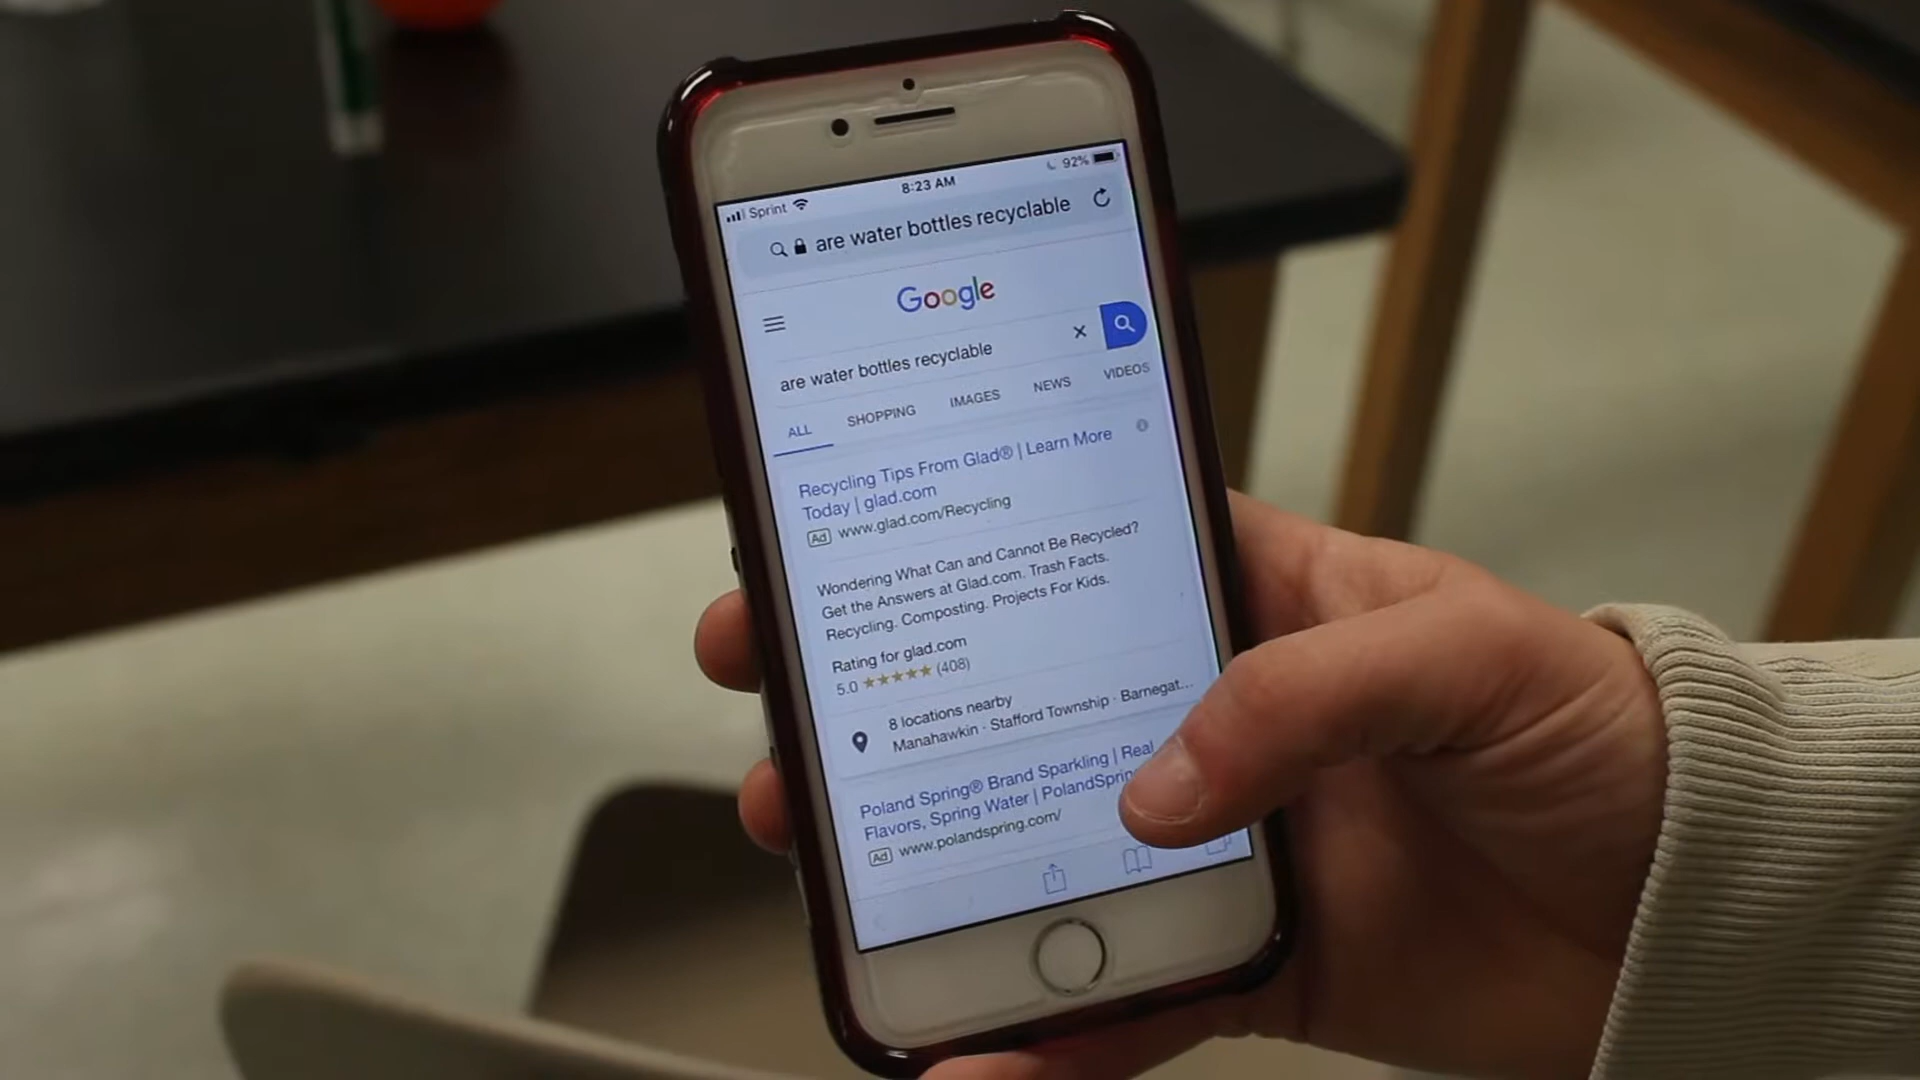 Sprint 8:23 AM 92%
are water bottles recyclable
Google
are water bottles recyclable
ALL SHOPPING IMAGES NEWS VIDEOS
Recycling Tips From Glad® | Learn More
Today | glad.com
Ad www.glad.com/Recycling
Wondering What Can and Cannot Be Recycled?
Get the Answers at Glad.com. Trash Facts.
Recycling. Composting. Projects For Kids.
Rating for glad.com
5.0 ★★★★★ (408)
8 locations nearby
Manahawkin · Stafford Township · Barnegat...
Poland Spring® Brand Sparkling | Real
Flavors, Spring Water | PolandSpring
Ad www.polandspring.com/